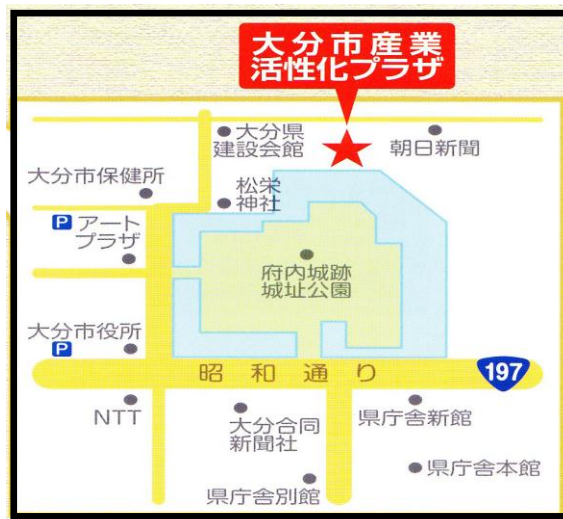 大分市産業
活性化プラザ
大分県
建設会館
朝日新聞
大分市保健所
松栄
神社
P アート
プラザ
府内城跡
城址公園
大分市役所
P
昭和通り
197
NTT
大分合同
新聞社
県庁舎新館
県庁舎本館
県庁舎別館